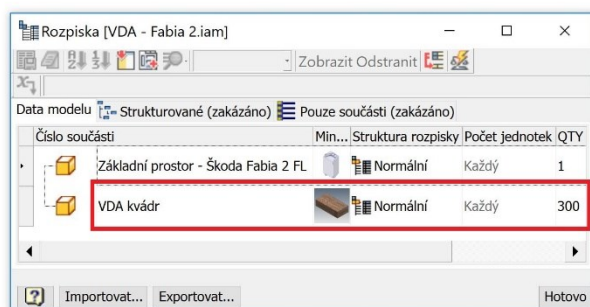 Rozpiska [VDA - Fabia 2.iam]
Zobrazit Odstranit
Data modelu Strukturované (zakázáno) Pouze součásti (zakázáno)
Číslo součásti Min... Struktura rozpisky Počet jednotek QTY
Základní prostor - Škoda Fabia 2 FL Normální Každý 1
VDA kvádr Normální Každý 300
Importovat... Exportovat... Hotovo